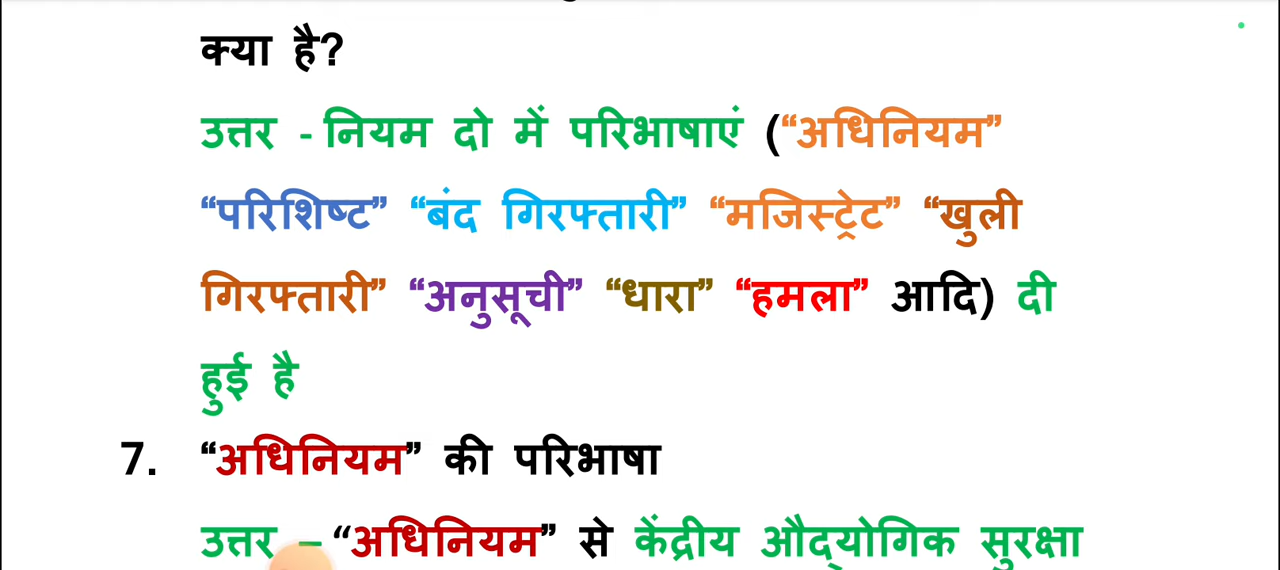 क्या है?
उत्तर - नियम दो में परिभाषाएं (“अधिनियम”
“परिशिष्ट” “बंद गिरफ्तारी” “मजिस्ट्रेट” “खुली
गिरफ्तारी” “अनुसूची” “धारा” “हमला” आदि) दी
हुई है
7. “अधिनियम” की परिभाषा
उत्तर – “अधिनियम” से केंद्रीय औद्योगिक सुरक्षा